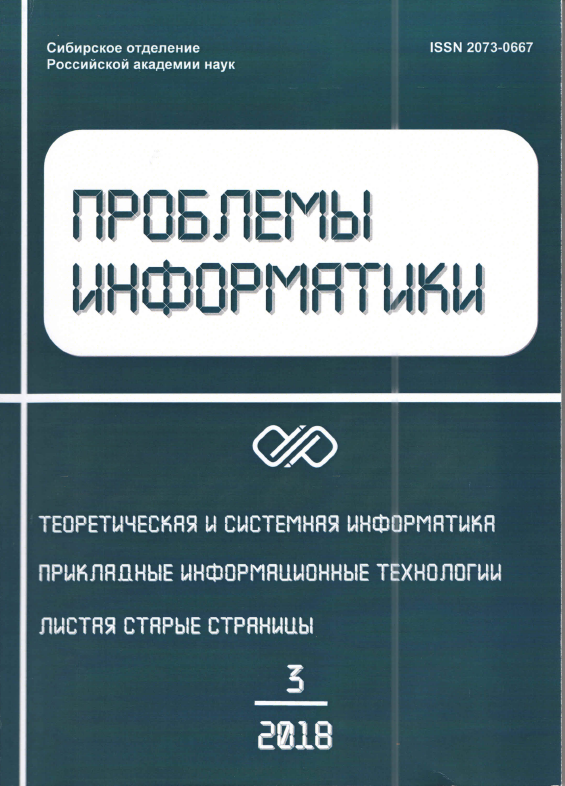 Сибирское отделение
Российской академии наук
ISSN 2073-0667
ПРОБЛЕМЫ
ИНФОРМАТИКИ
ТЕОРЕТИЧЕСКАЯ И СИСТЕМНАЯ ИНФОРМАТИКА
ПРИКЛАДНЫЕ ИНФОРМАЦИОННЫЕ ТЕХНОЛОГИИ
ЛИСТАЯ СТАРЫЕ СТРАНИЦЫ
3
2018